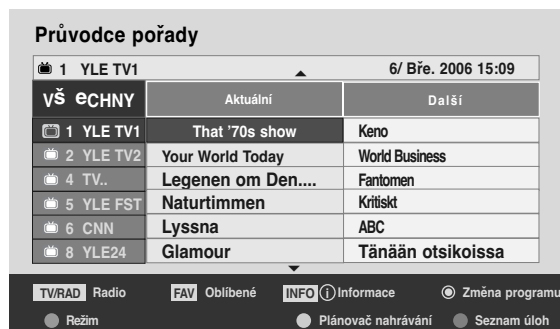 Průvodce pořady
1 YLE TV1 6/ Bře. 2006 15:09
VŠ eCHNY Aktuální Další
1 YLE TV1 That '70s show Keno
2 YLE TV2 Your World Today World Business
4 TV.. Legenen om Den.... Fantomen
5 YLE FST Naturtimmen Kritiskt
6 CNN Lyssna ABC
8 YLE24 Glamour Tänään otsikoissa
TV/RAD Radio FAV Oblíbené INFO i Informace Změna programu
Režim Plánovač nahrávání Seznam úloh